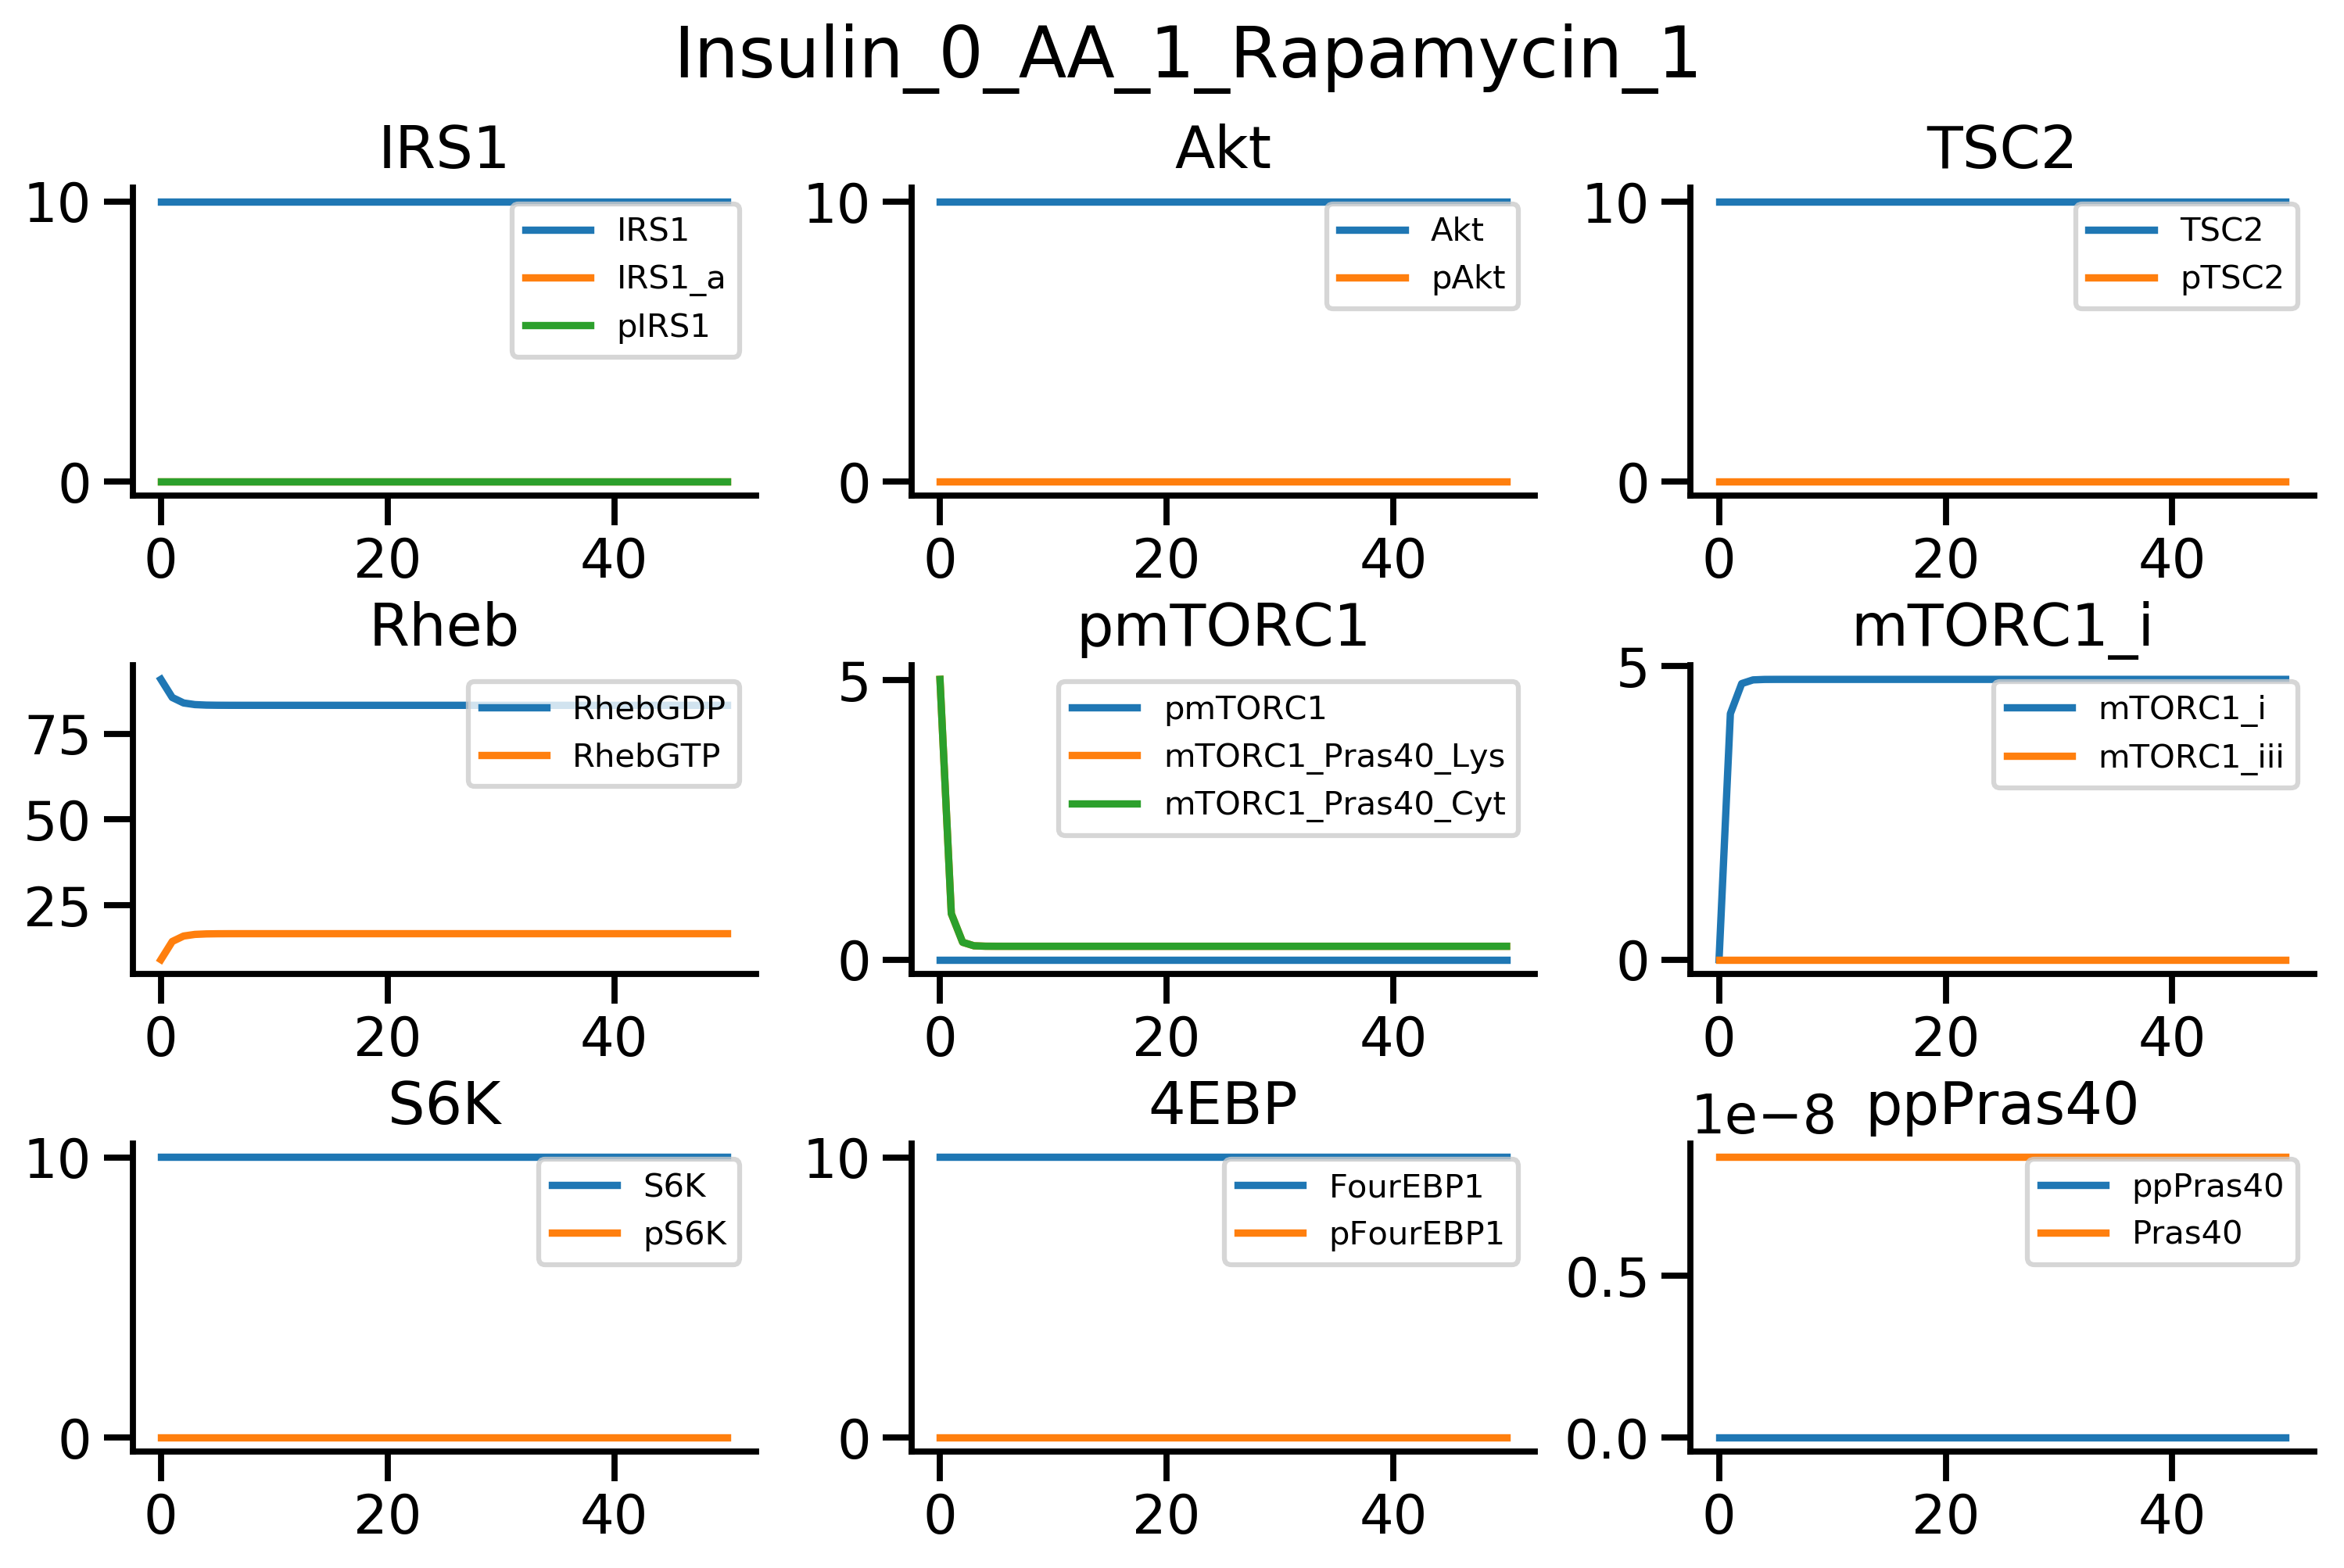 Insulin_0_AA_1_Rapamycin_1
IRS1
10
0
0 20 40
IRS1
IRS1_a
pIRS1
Akt
10
0
0 20 40
Akt
pAkt
TSC2
10
0
0 20 40
TSC2
pTSC2
Rheb
75
50
25
0 20 40
RhebGDP
RhebGTP
pmTORC1
5
0
0 20 40
pmTORC1
mTORC1_Pras40_Lys
mTORC1_Pras40_Cyt
mTORC1_i
5
0
0 20 40
mTORC1_i
mTORC1_iii
S6K
10
0
0 20 40
S6K
pS6K
4EBP
10
0
0 20 40
FourEBP1
pFourEBP1
1e−8 ppPras40
0.5
0.0
0 20 40
ppPras40
Pras40